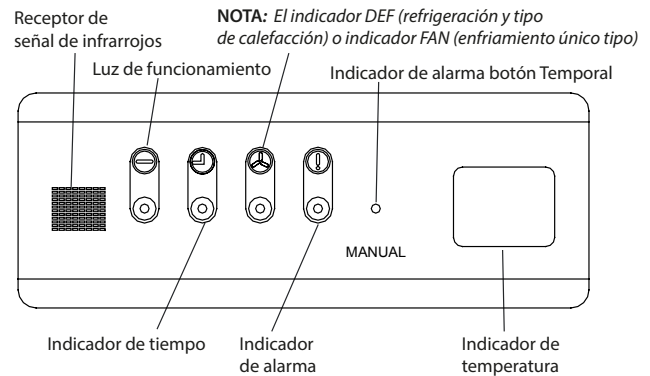 Receptor de
señal de infrarrojos
NOTA: El indicador DEF (refrigeración y tipo
de calefacción) o indicador FAN (enfriamiento único tipo)
Luz de funcionamiento
Indicador de alarma botón Temporal
MANUAL
Indicador de tiempo
Indicador
de alarma
Indicador de
temperatura